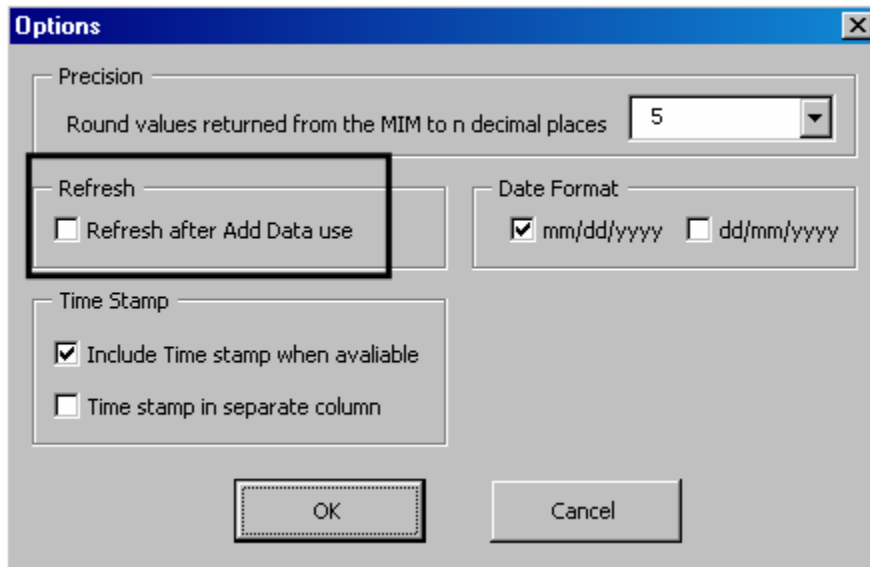 Options
Precision
Round values returned from the MIM to n decimal places 5
Refresh
Refresh after Add Data use
Date Format
mm/dd/yyyy dd/mm/yyyy
Time Stamp
Include Time stamp when avaliable
Time stamp in separate column
OK Cancel